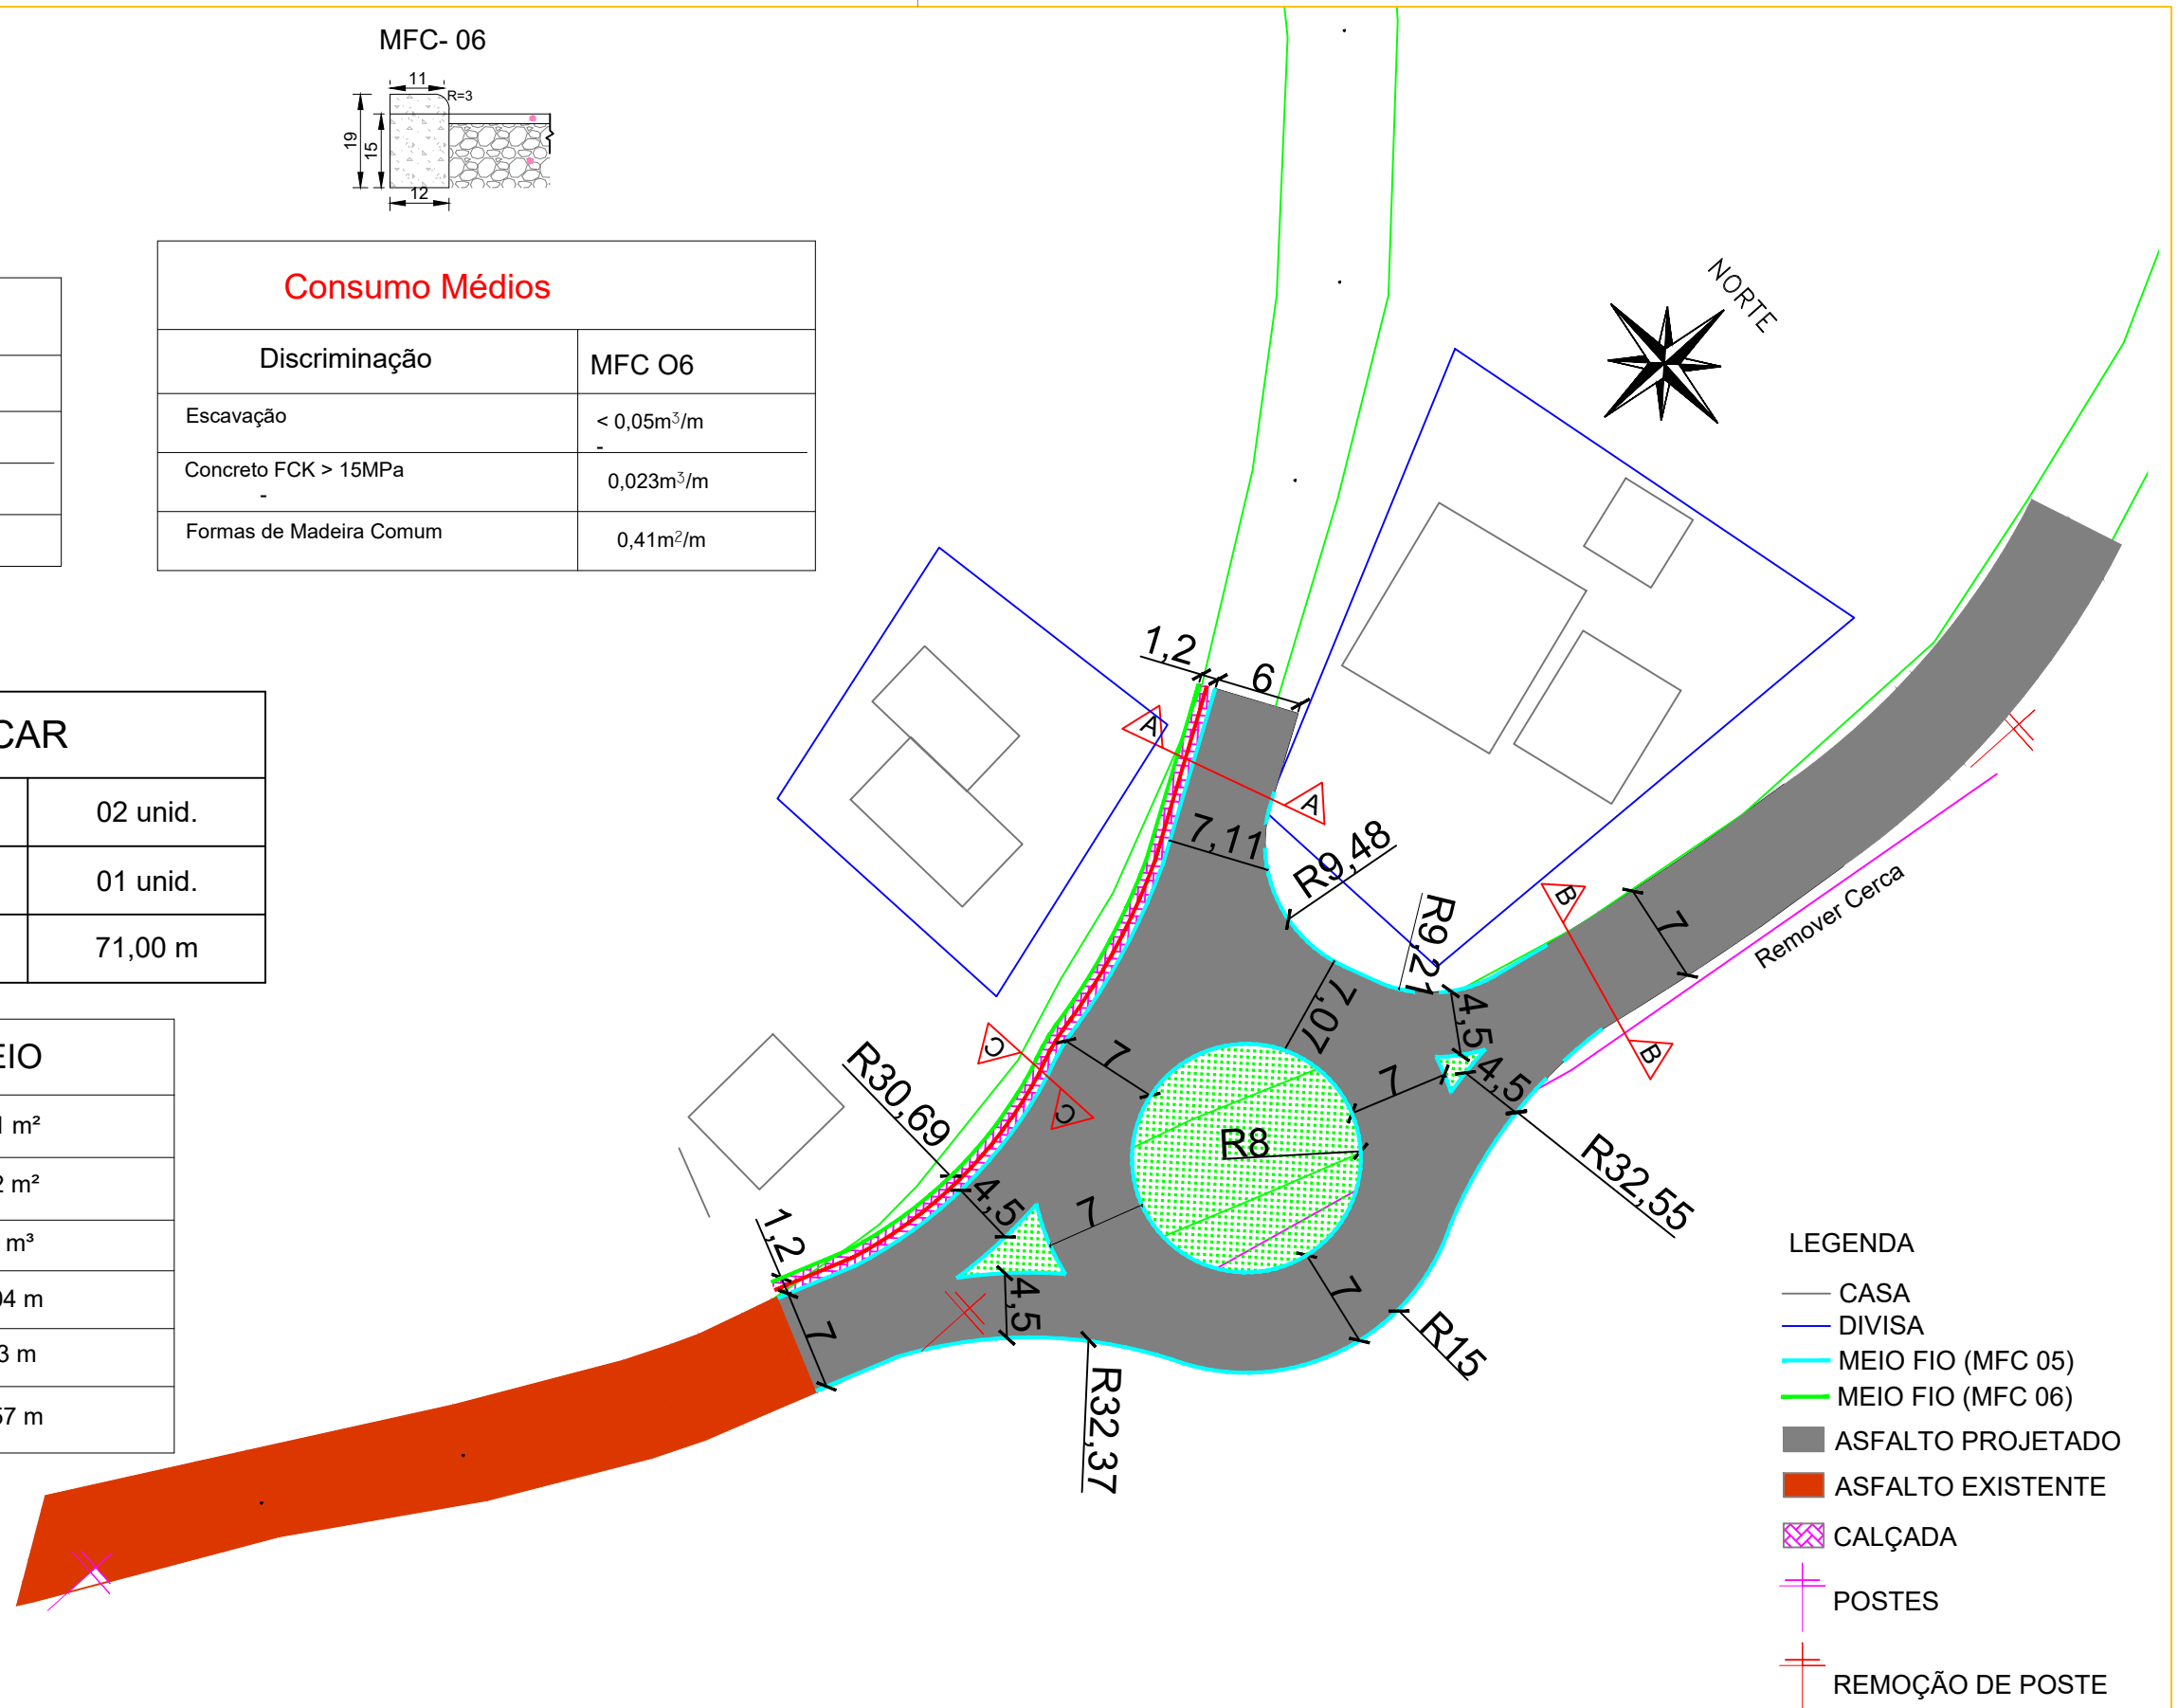 MFC- 06
11
R=3
19
15
12
Consumo Médios
Discriminação
MFC O6
Escavação
< 0,05m³/m
-
Concreto FCK > 15MPa
-
0,023m³/m
Formas de Madeira Comum
0,41m²/m
NORTE
CAR
02 unid.
01 unid.
71,00 m
EIO
m²
2 m²
m³
04 m
3 m
57 m
1,2
6
A
A
7,11
R9,48
R9,21
B
7
Remover Cerca
7,07
4,5
B
C
7
C
7
4,5
R30,69
R8
R32,55
4,5
7
1,2
4,5
7
7
R15
R32,37
LEGENDA
CASA
DIVISA
MEIO FIO (MFC 05)
MEIO FIO (MFC 06)
ASFALTO PROJETADO
ASFALTO EXISTENTE
CALÇADA
POSTES
REMOÇÃO DE POSTE